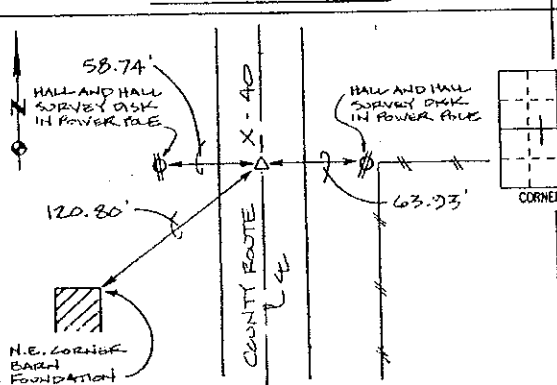 58.74'
N
HALL AND HALL
SURVEY DISK
IN POWER POLE
HALL AND HALL
SURVEY DISK
IN POWER POLE
COUNTY ROUTE X-40
120.80'
63.93'
CORNE
N.E. CORNER
BARN
FOUNDATION